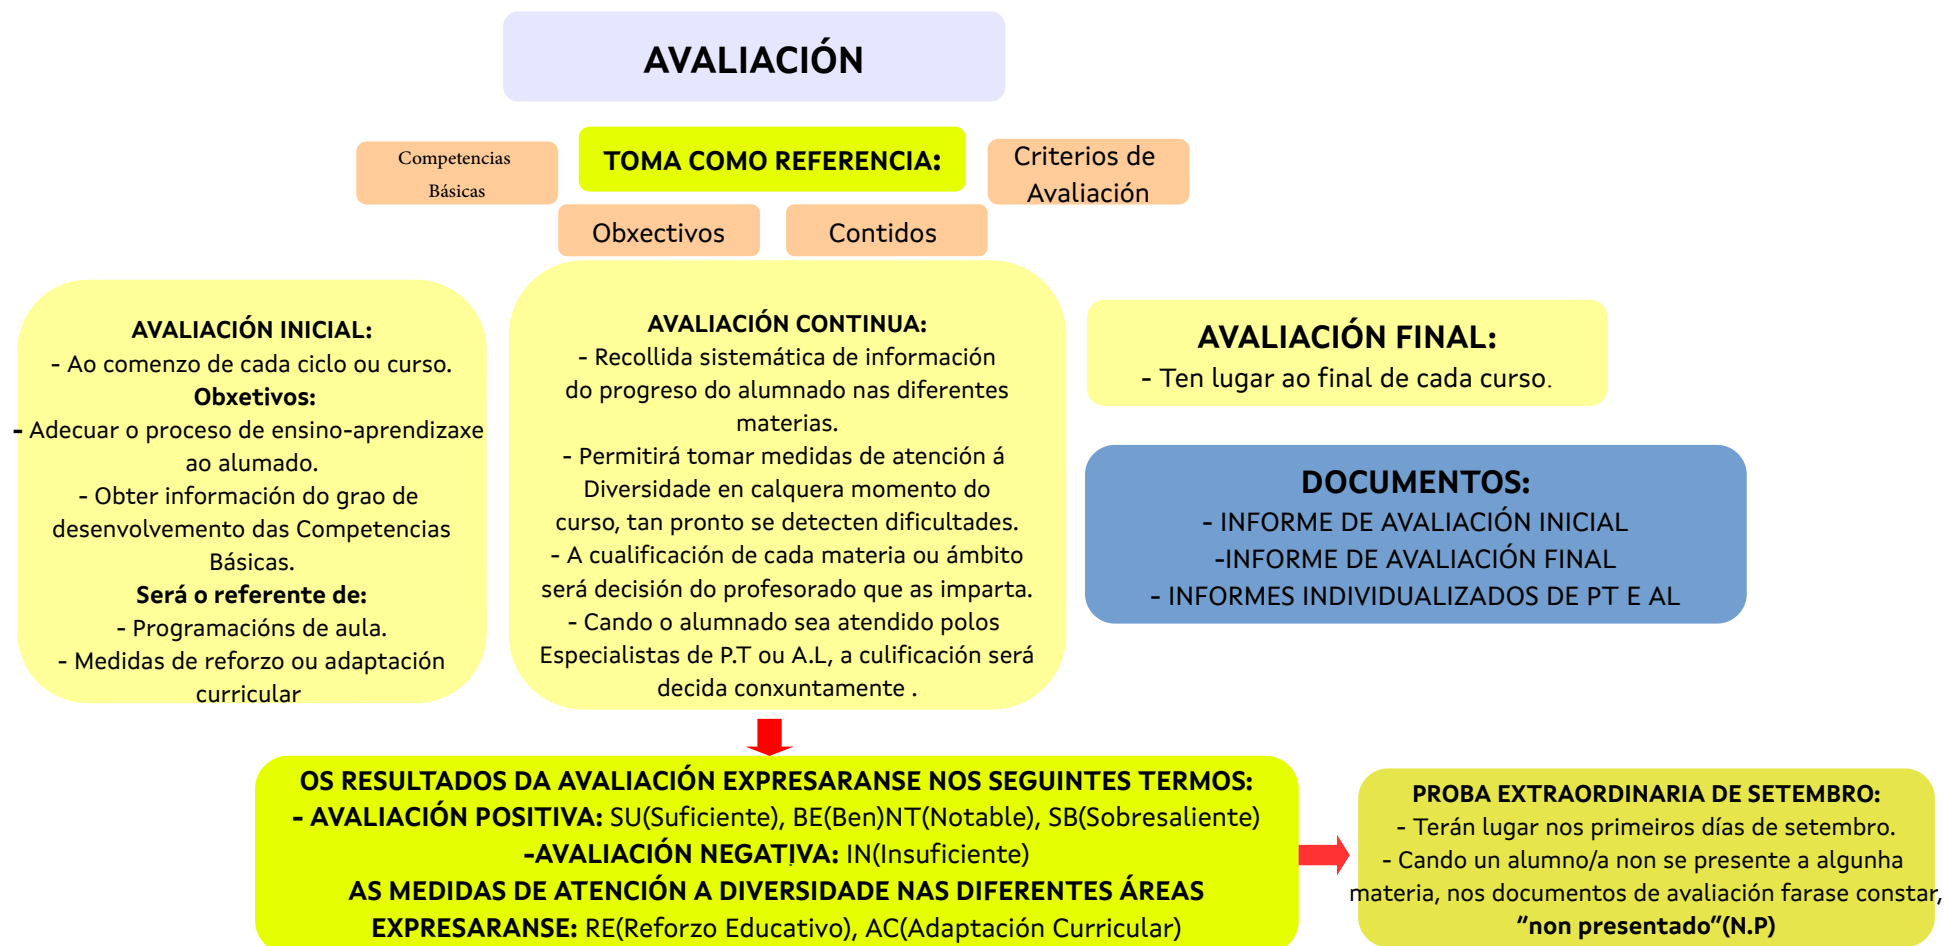 AVALIACIÓN
TOMA COMO REFERENCIA:
Competencias
Básicas
Obxectivos
Contidos
Criterios de
Avaliación
AVALIACIÓN INICIAL:
- Ao comenzo de cada ciclo ou curso.
Obxetivos:
- Adecuar o proceso de ensino-aprendizaxe
ao alumado.
- Obter información do grao de
desenvolvemento das Competencias
Básicas.
Será o referente de:
- Programacións de aula.
- Medidas de reforzo ou adaptación
curricular
AVALIACIÓN CONTINUA:
- Recollida sistemática de información
do progreso do alumnado nas diferentes
materias.
- Permitirá tomar medidas de atención á
Diversidade en calquera momento do
curso, tan pronto se detecten dificultades.
- A cualificación de cada materia ou ámbito
será decisión do profesorado que as imparta.
- Cando o alumnado sea atendido polos
Especialistas de P.T ou A.L, a culificación será
decida conxuntamente .
AVALIACIÓN FINAL:
- Ten lugar ao final de cada curso.
DOCUMENTOS:
- INFORME DE AVALIACIÓN INICIAL
-INFORME DE AVALIACIÓN FINAL
- INFORMES INDIVIDUALIZADOS DE PT E AL
OS RESULTADOS DA AVALIACIÓN EXPRESARANSE NOS SEGUINTES TERMOS:
- AVALIACIÓN POSITIVA: SU(Suficiente), BE(Ben)NT(Notable), SB(Sobresaliente)
-AVALIACIÓN NEGATIVA: IN(Insuficiente)
AS MEDIDAS DE ATENCIÓN A DIVERSIDADE NAS DIFERENTES ÁREAS
EXPRESARANSE: RE(Reforzo Educativo), AC(Adaptación Curricular)
PROBA EXTRAORDINARIA DE SETEMBRO:
- Terán lugar nos primeiros días de setembro.
- Cando un alumno/a non se presente a algunha
materia, nos documentos de avaliación farase constar,
"non presentado"(N.P)